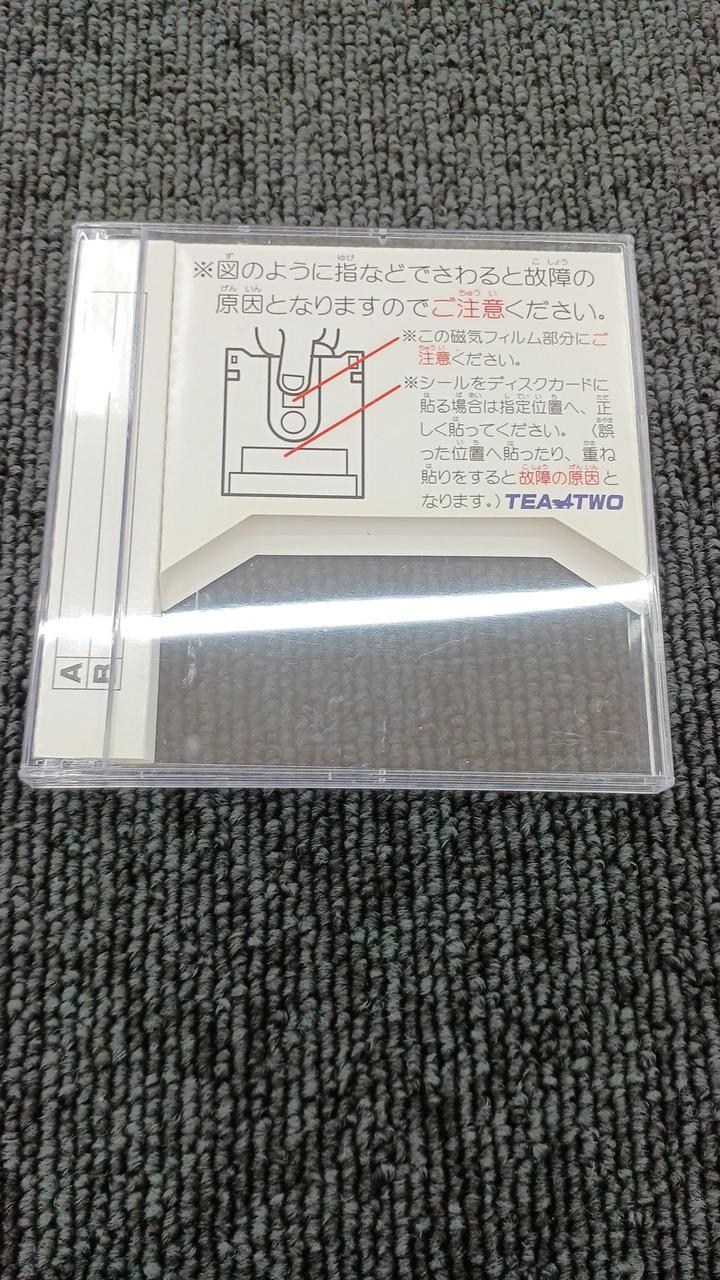 ※図のように指などでさわると故障の
原因となりますのでご注意ください。
※この磁気フィルム部分にご
注意ください。
※シールをディスクカードに
貼る場合は指定位置へ、正
しく貼ってください。（誤
った位置へ貼ったり、重ね
貼りをすると故障の原因と
なります。）TEA4TWO
A
B